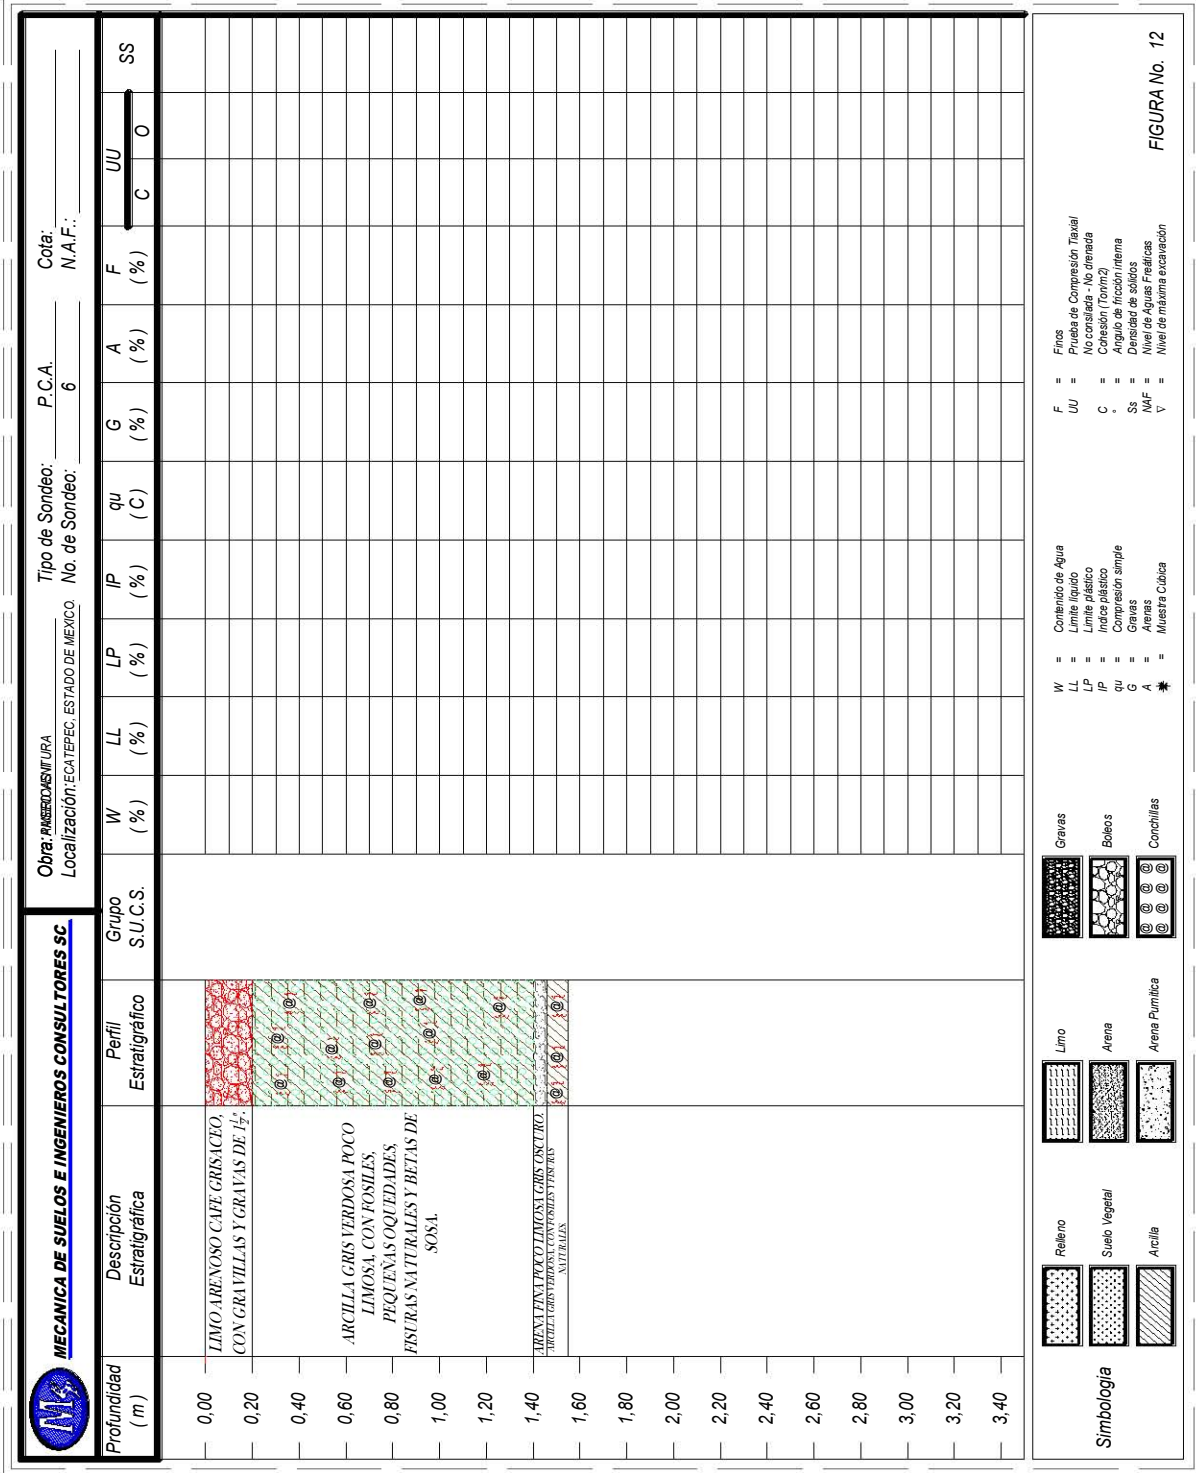 MECANICA DE SUELOS E INGENIEROS CONSULTORES SC
Obra:
Localización: ECATEPEC, ESTADO DE MEXICO.
Tipo de Sondeo: P.C.A.
No. de Sondeo: 6
Cota:
N.A.F.:
Profundidad
( m )
Descripción
Estratigráfica
Perfil
Estratigráfico
Grupo
S.U.C.S.
W
( % )
LL
( % )
LP
( % )
IP
( % )
qu
( C )
G
( % )
A
( % )
F
( % )
UU
C O
SS
0,00
0,20
0,40
0,60
0,80
1,00
1,20
1,40
1,60
1,80
2,00
2,20
2,40
2,60
2,80
3,00
3,20
3,40
LIMO ARENOSO CAFE GRISACEO,
CON GRAVILLAS Y GRAVAS DE 1½".
ARCILLA GRIS VERDOSA POCO
LIMOSA, CON FOSILES,
PEQUEÑAS OQUEDADES,
FISURAS NATURALES Y BETAS DE
SOSA.
ARENA FINA POCO LIMOSA GRIS OSCURO.
ARCILLA GRIS VERDOSA, CON FOSILES Y FISURAS
NATURALES.
Simbologia
Relleno
Suelo Vegetal
Arcilla
Limo
Arena
Arena Pumitica
Gravas
Boleos
Conchillas
W = Contenido de Agua
LL = Limite líquido
LP = Limite plástico
IP = Indice plástico
qu = Compresión simple
G = Gravas
A = Arenas
= Muestra Cúbica
F = Finos
UU = Prueba de Compresión Tiaxial
No consilada - No drenada
C = Cohesión (Ton/m2)
° = Angulo de fricción interna
Ss = Densidad de sólidos
NAF = Nivel de Aguas Freáticas
▽ = Nivel de máxima excavación
FIGURA No. 12